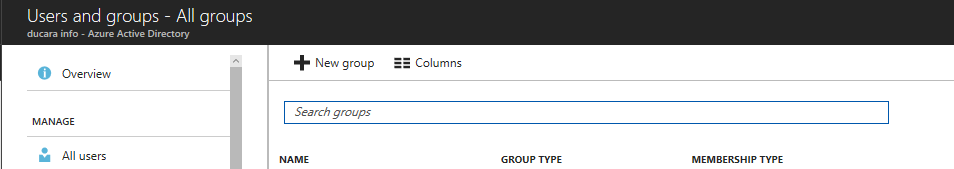 Users and groups - All groups
ducara info - Azure Active Directory
Overview
MANAGE
All users
New group
Columns
Search groups
NAME
GROUP TYPE
MEMBERSHIP TYPE